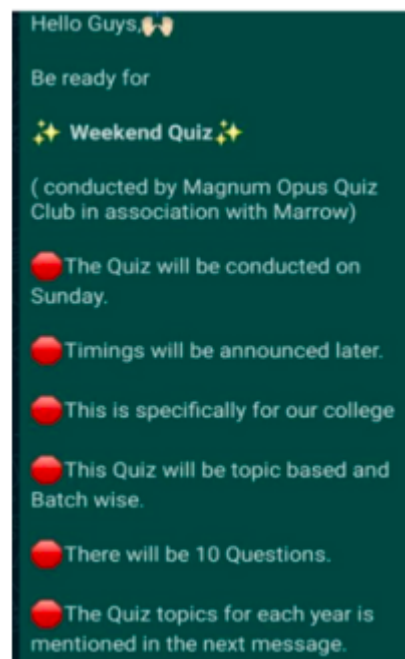 Hello Guys,🙌🏻
Be ready for
✨ Weekend Quiz✨
( conducted by Magnum Opus Quiz
Club in association with Marrow)
🛑The Quiz will be conducted on
Sunday.
🛑Timings will be announced later.
🛑This is specifically for our college
🛑This Quiz will be topic based and
Batch wise.
🛑There will be 10 Questions.
🛑The Quiz topics for each year is
mentioned in the next message.